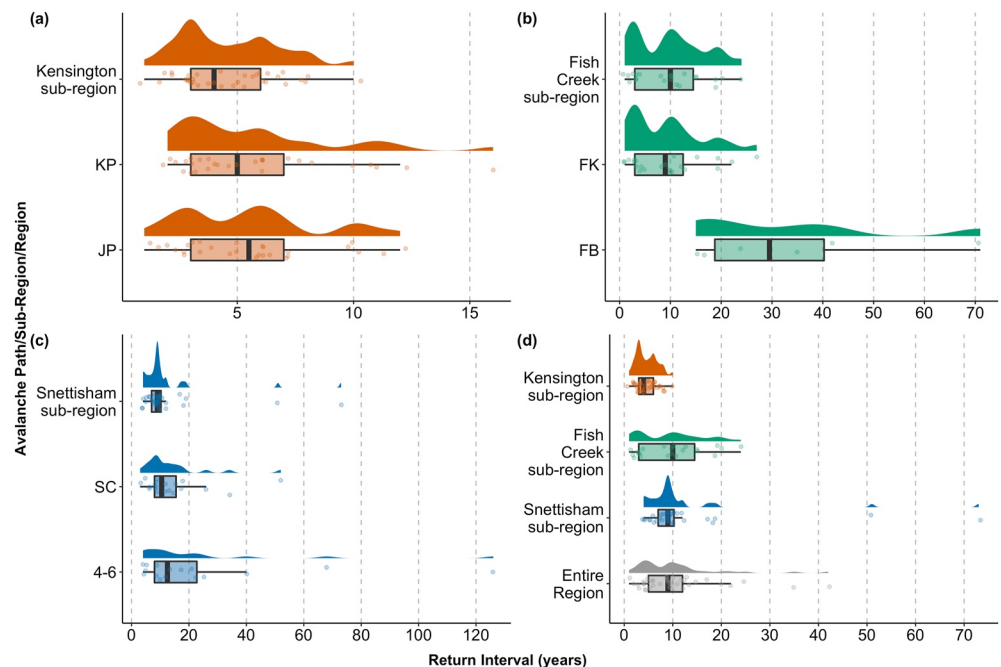 (a)
Kensington
sub-region
KP
JP
5
10
15
(b)
Fish
Creek
sub-region
FK
FB
0
10
20
30
40
50
60
70
Avalanche Path/Sub-Region/Region
(c)
Snettisham
sub-region
SC
4-6
0
20
40
60
80
100
120
(d)
Kensington
sub-region
Fish
Creek
sub-region
Snettisham
sub-region
Entire
Region
0
10
20
30
40
50
60
70
Return Interval (years)